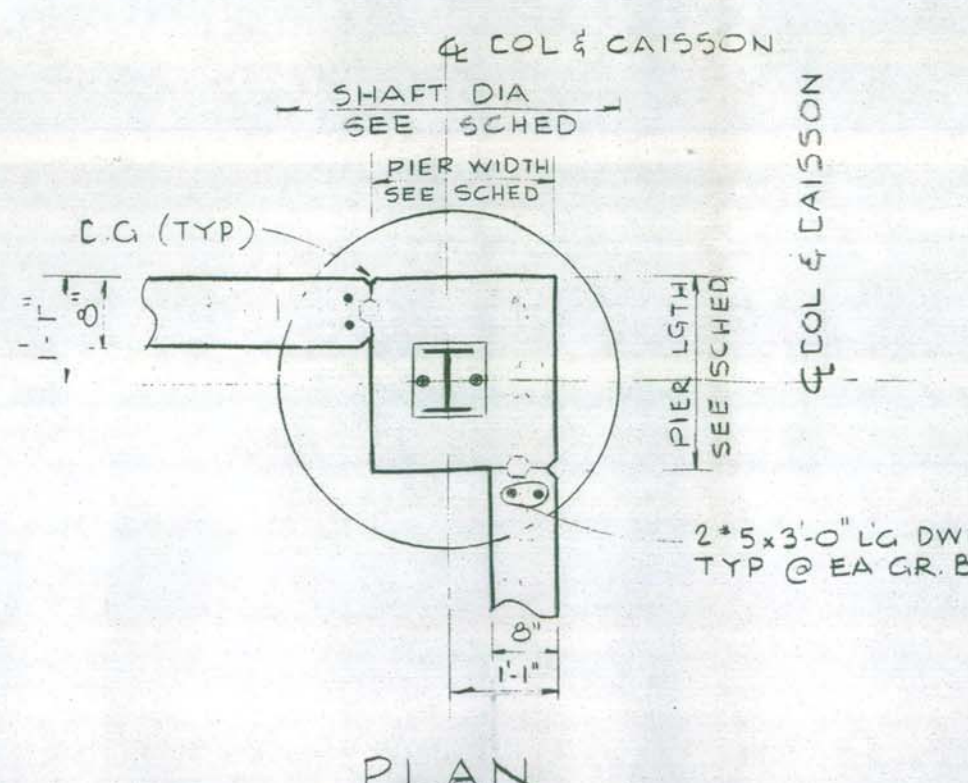 ℄ COL & CAISSON
SHAFT DIA
SEE SCHED
PIER WIDTH
SEE SCHED
C.G (TYP)
1'-1"
8"
PIER LGTH
SEE SCHED
℄ COL & CAISSON
2 #5 x 3'-0" LG DW
TYP @ EA GR. B
8"
1'-1"
PLAN